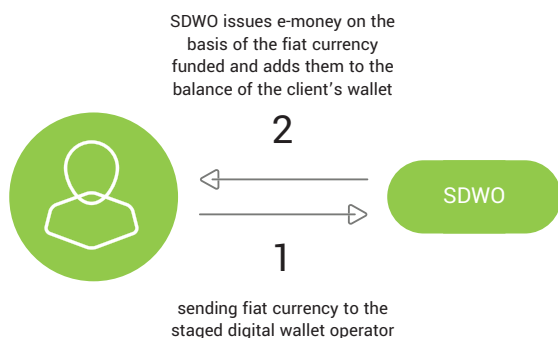 SDWO issues e-money on the
basis of the fiat currency
funded and adds them to the
balance of the client's wallet
2
SDWO
1
sending fiat currency to the
staged digital wallet operator